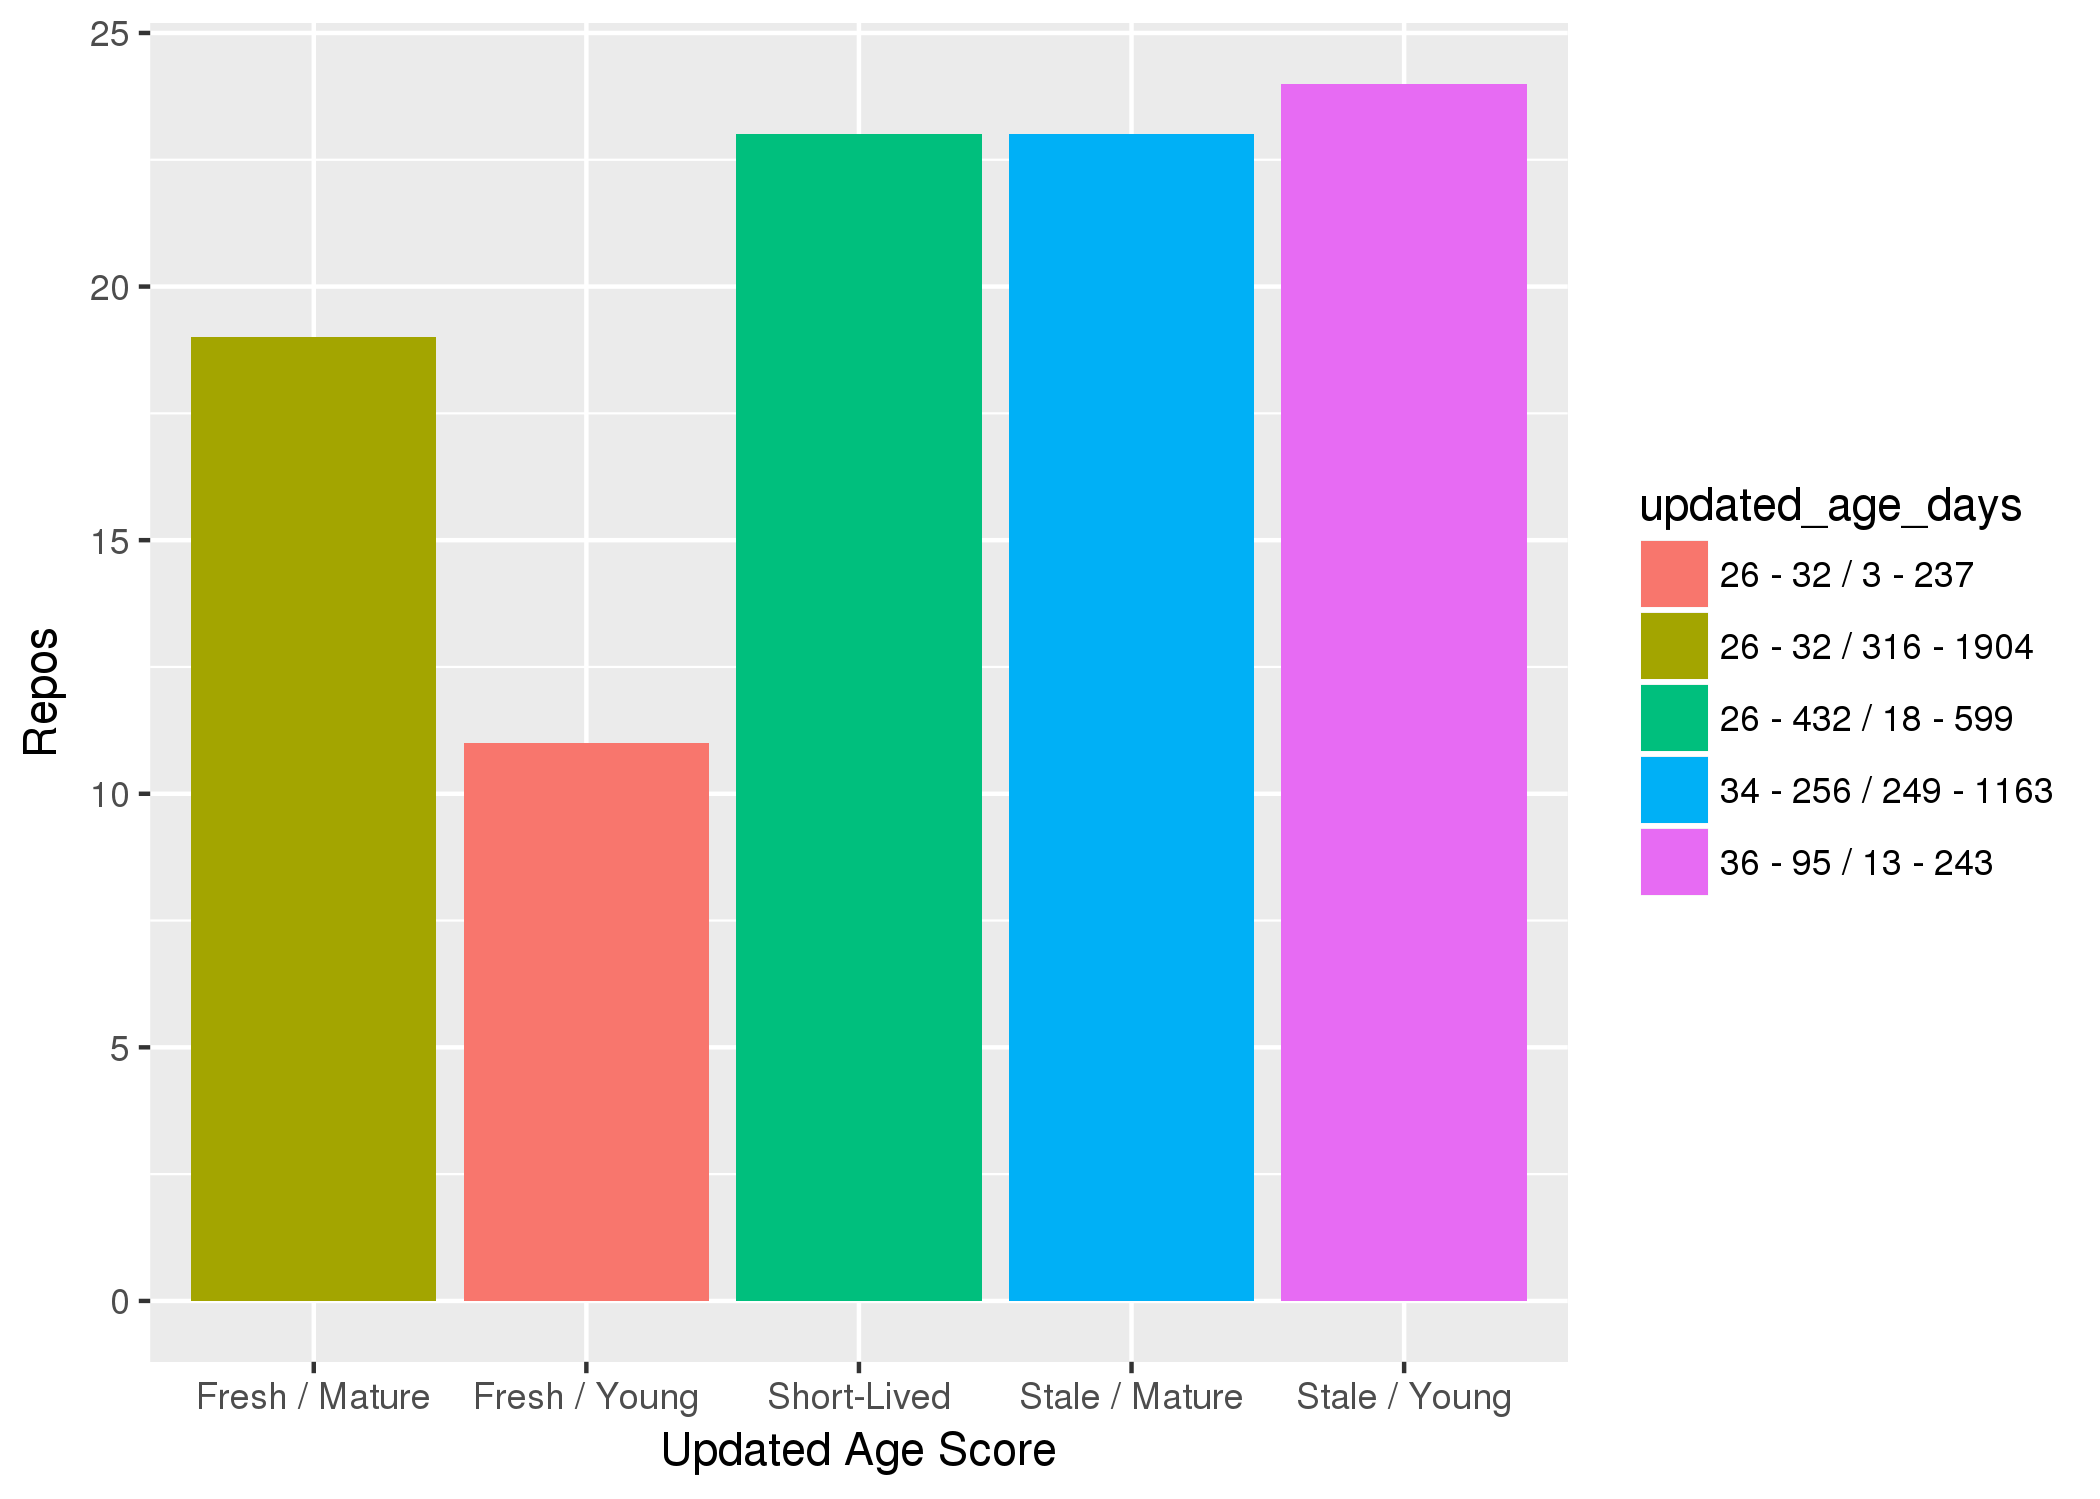 25
20
15
10
5
0
Repos
Fresh / Mature
Fresh / Young
Short-Lived
Stale / Mature
Stale / Young
Updated Age Score
updated_age_days
26 - 32 / 3 - 237
26 - 32 / 316 - 1904
26 - 432 / 18 - 599
34 - 256 / 249 - 1163
36 - 95 / 13 - 243